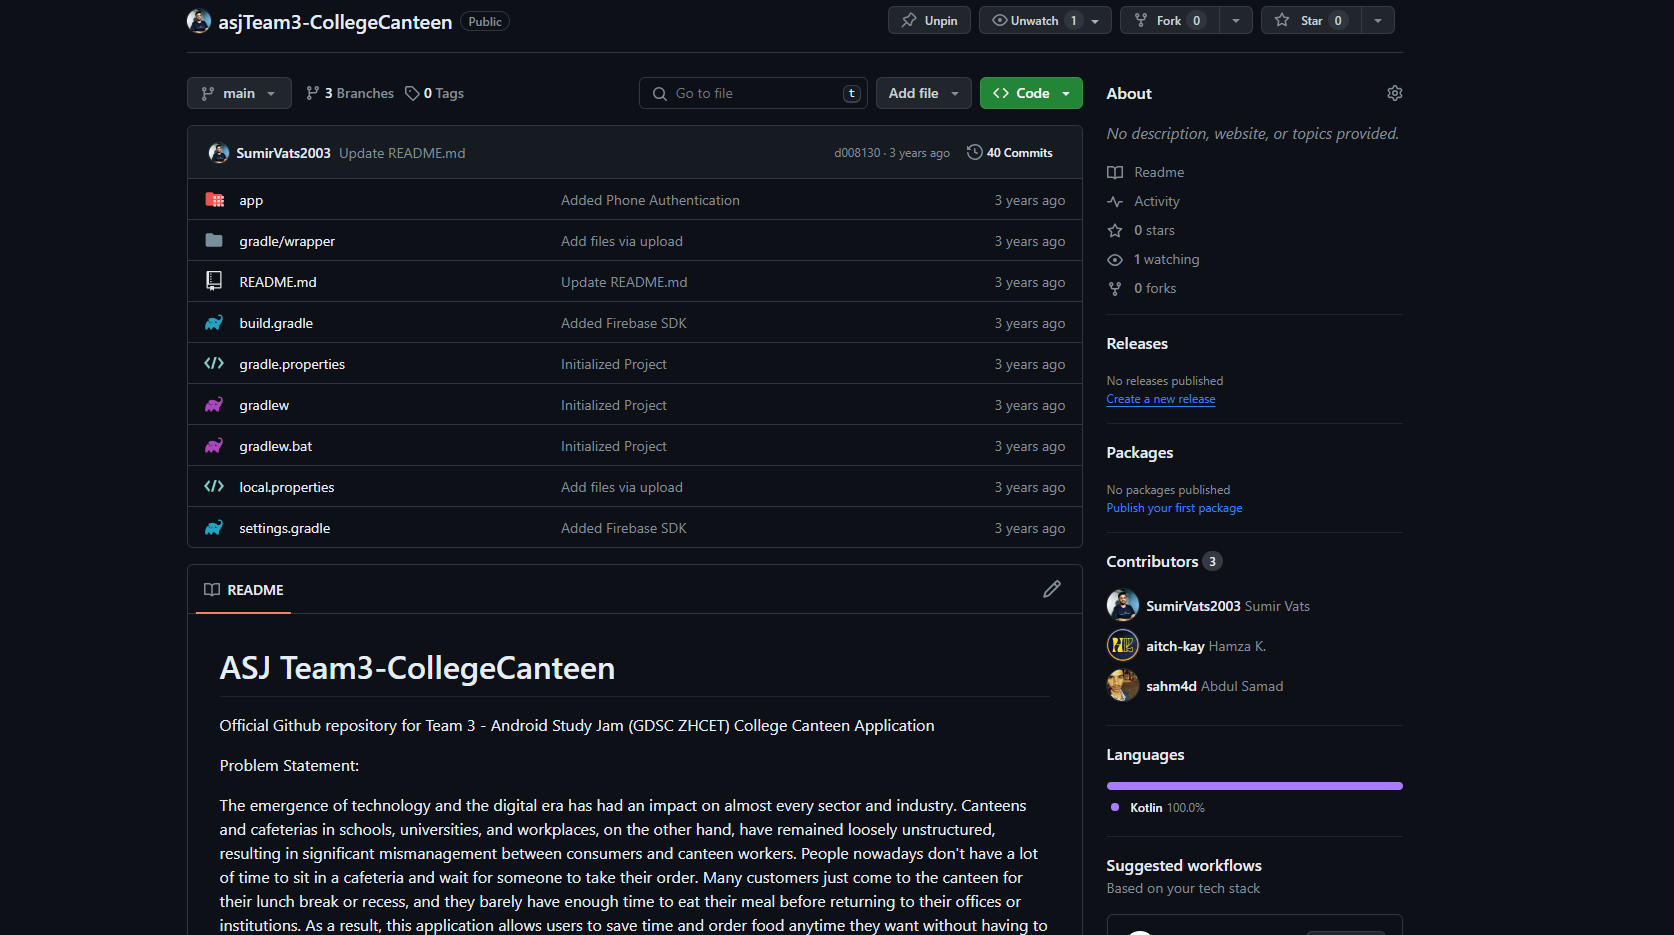 asjTeam3-CollegeCanteen Public
Unpin
Unwatch 1
Fork 0
Star 0
main
3 Branches
0 Tags
Go to file
t
Add file
Code
SumirVats2003 Update README.md
d008130 · 3 years ago
40 Commits
app Added Phone Authentication 3 years ago
gradle/wrapper Add files via upload 3 years ago
README.md Update README.md 3 years ago
build.gradle Added Firebase SDK 3 years ago
gradle.properties Initialized Project 3 years ago
gradlew Initialized Project 3 years ago
gradlew.bat Initialized Project 3 years ago
local.properties Add files via upload 3 years ago
settings.gradle Added Firebase SDK 3 years ago
README
ASJ Team3-CollegeCanteen
Official Github repository for Team 3 - Android Study Jam (GDSC ZHCET) College Canteen Application
Problem Statement:
The emergence of technology and the digital era has had an impact on almost every sector and industry. Canteens
and cafeterias in schools, universities, and workplaces, on the other hand, have remained loosely unstructured,
resulting in significant mismanagement between consumers and canteen workers. People nowadays don't have a lot
of time to sit in a cafeteria and wait for someone to take their order. Many customers just come to the canteen for
their lunch break or recess, and they barely have enough time to eat their meal before returning to their offices or
institutions. As a result, this application allows users to save time and order food anytime they want without having to
About
No description, website, or topics provided.
Readme
Activity
0 stars
1 watching
0 forks
Releases
No releases published
Create a new release
Packages
No packages published
Publish your first package
Contributors 3
SumirVats2003 Sumir Vats
aitch-kay Hamza K.
sahm4d Abdul Samad
Languages
Kotlin 100.0%
Suggested workflows
Based on your tech stack